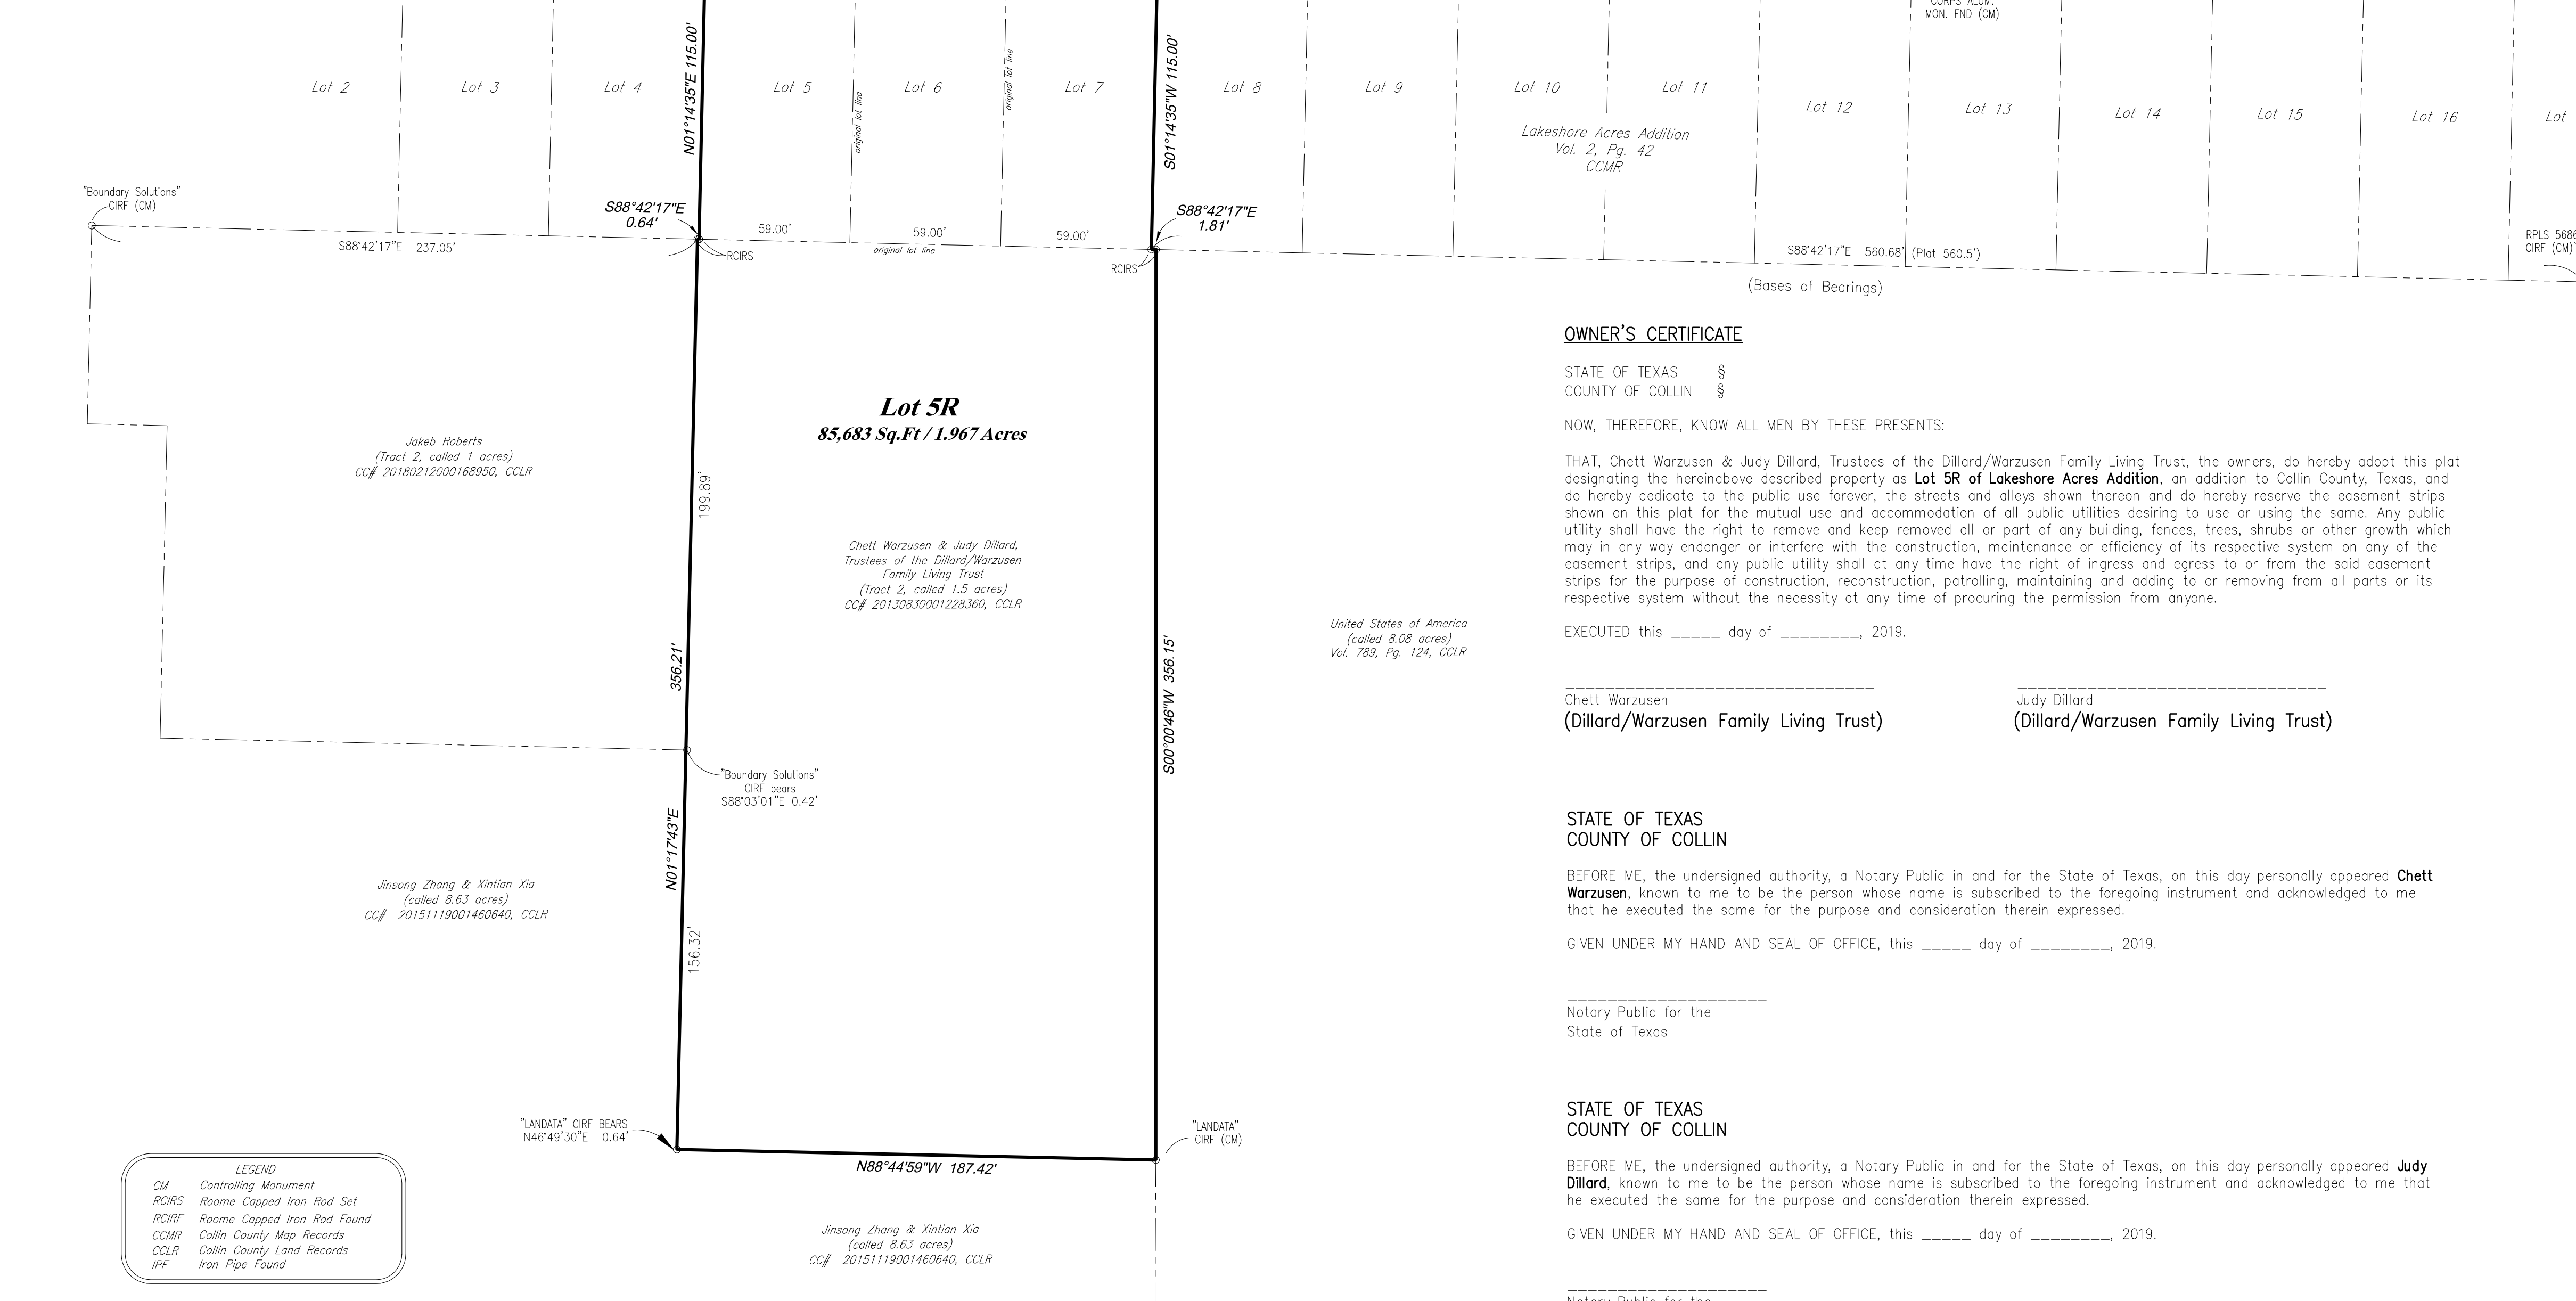 CORPS ALUM.
MON. FND (CM)
N01°14'35"E 115.00'
S01°14'35"W 115.00'
original lot line
original lot line
Lot 2
Lot 3
Lot 4
Lot 5
Lot 6
Lot 7
Lot 8
Lot 9
Lot 10
Lot 11
Lot 12
Lot 13
Lot 14
Lot 15
Lot 16
Lot
Lakeshore Acres Addition
Vol. 2, Pg. 42
CCMR
"Boundary Solutions"
CIRF (CM)
S88°42'17"E
0.64'
S88°42'17"E
1.81'
S88°42'17"E 237.05'
59.00'
59.00'
59.00'
original lot line
RCIRS
RCIRS
S88°42'17"E 560.68' (Plat 560.5')
RPLS 5686
CIRF (CM)
(Bases of Bearings)
Lot 5R
85,683 Sq.Ft / 1.967 Acres
Jakeb Roberts
(Tract 2, called 1 acres)
CC# 20180212000168950, CCLR
199.89'
Chett Warzusen & Judy Dillard,
Trustees of the Dillard/Warzusen
Family Living Trust
(Tract 2, called 1.5 acres)
CC# 20130830001228360, CCLR
United States of America
(called 8.08 acres)
Vol. 789, Pg. 124, CCLR
356.21'
S00°00'46"W 356.15'
"Boundary Solutions"
CIRF bears
S88°03'01"E 0.42'
N01°17'43"E
Jinsong Zhang & Xintian Xia
(called 8.63 acres)
CC# 20151119001460640, CCLR
156.32'
"LANDATA" CIRF BEARS
N46°49'30"E 0.64'
"LANDATA"
CIRF (CM)
N88°44'59"W 187.42'
Jinsong Zhang & Xintian Xia
(called 8.63 acres)
CC# 20151119001460640, CCLR
LEGEND
CM Controlling Monument
RCIRS Roome Capped Iron Rod Set
RCIRF Roome Capped Iron Rod Found
CCMR Collin County Map Records
CCLR Collin County Land Records
IPF Iron Pipe Found
OWNER'S CERTIFICATE
STATE OF TEXAS §
COUNTY OF COLLIN §
NOW, THEREFORE, KNOW ALL MEN BY THESE PRESENTS:
THAT, Chett Warzusen & Judy Dillard, Trustees of the Dillard/Warzusen Family Living Trust, the owners, do hereby adopt this plat
designating the hereinabove described property as Lot 5R of Lakeshore Acres Addition, an addition to Collin County, Texas, and
do hereby dedicate to the public use forever, the streets and alleys shown thereon and do hereby reserve the easement strips
shown on this plat for the mutual use and accommodation of all public utilities desiring to use or using the same. Any public
utility shall have the right to remove and keep removed all or part of any building, fences, trees, shrubs or other growth which
may in any way endanger or interfere with the construction, maintenance or efficiency of its respective system on any of the
easement strips, and any public utility shall at any time have the right of ingress and egress to or from the said easement
strips for the purpose of construction, reconstruction, patrolling, maintaining and adding to or removing from all parts or its
respective system without the necessity at any time of procuring the permission from anyone.
EXECUTED this _____ day of ________, 2019.
Chett Warzusen
(Dillard/Warzusen Family Living Trust)
Judy Dillard
(Dillard/Warzusen Family Living Trust)
STATE OF TEXAS
COUNTY OF COLLIN
BEFORE ME, the undersigned authority, a Notary Public in and for the State of Texas, on this day personally appeared Chett
Warzusen, known to me to be the person whose name is subscribed to the foregoing instrument and acknowledged to me
that he executed the same for the purpose and consideration therein expressed.
GIVEN UNDER MY HAND AND SEAL OF OFFICE, this _____ day of ________, 2019.
Notary Public for the
State of Texas
STATE OF TEXAS
COUNTY OF COLLIN
BEFORE ME, the undersigned authority, a Notary Public in and for the State of Texas, on this day personally appeared Judy
Dillard, known to me to be the person whose name is subscribed to the foregoing instrument and acknowledged to me that
he executed the same for the purpose and consideration therein expressed.
GIVEN UNDER MY HAND AND SEAL OF OFFICE, this _____ day of ________, 2019.
Notary Public for the